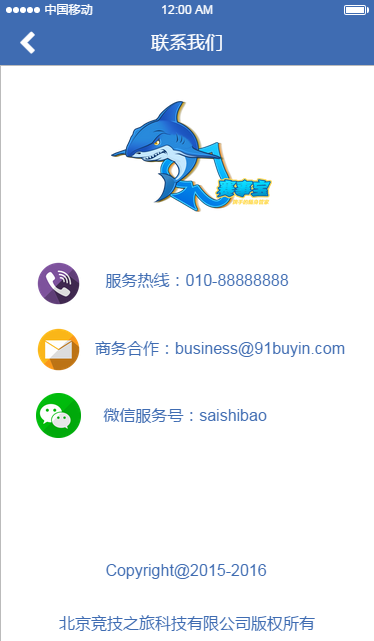 中国移动 12:00 AM
联系我们
赛事宝
服务热线：010-88888888
商务合作：business@91buyin.com
微信服务号：saishibao
Copyright@2015-2016
北京竞技之旅科技有限公司版权所有